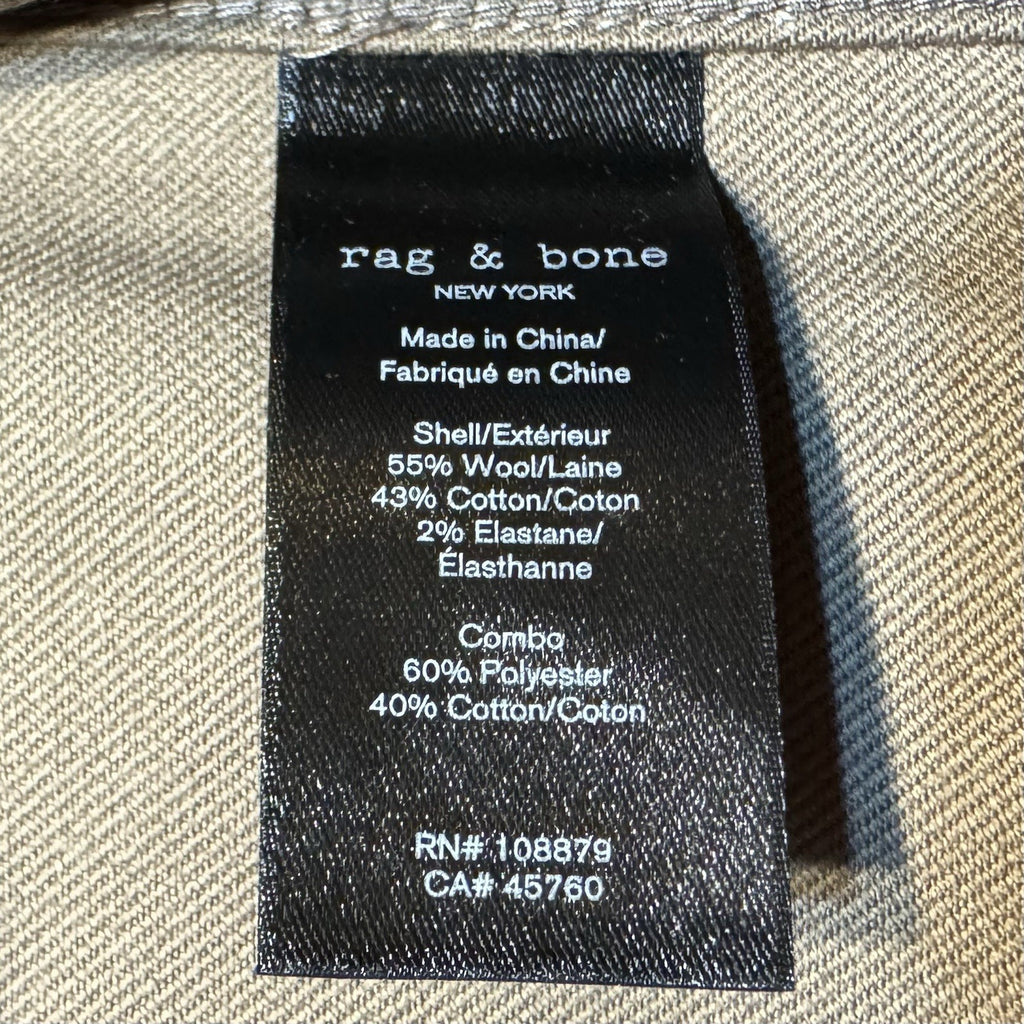 rag & bone
NEW YORK
Made in China/
Fabriqué en Chine
Shell/Extérieur
55% Wool/Laine
43% Cotton/Coton
2% Elastane/
Élasthanne
Combo
60% Polyester
40% Cotton/Coton
RN# 108879
CA# 45760